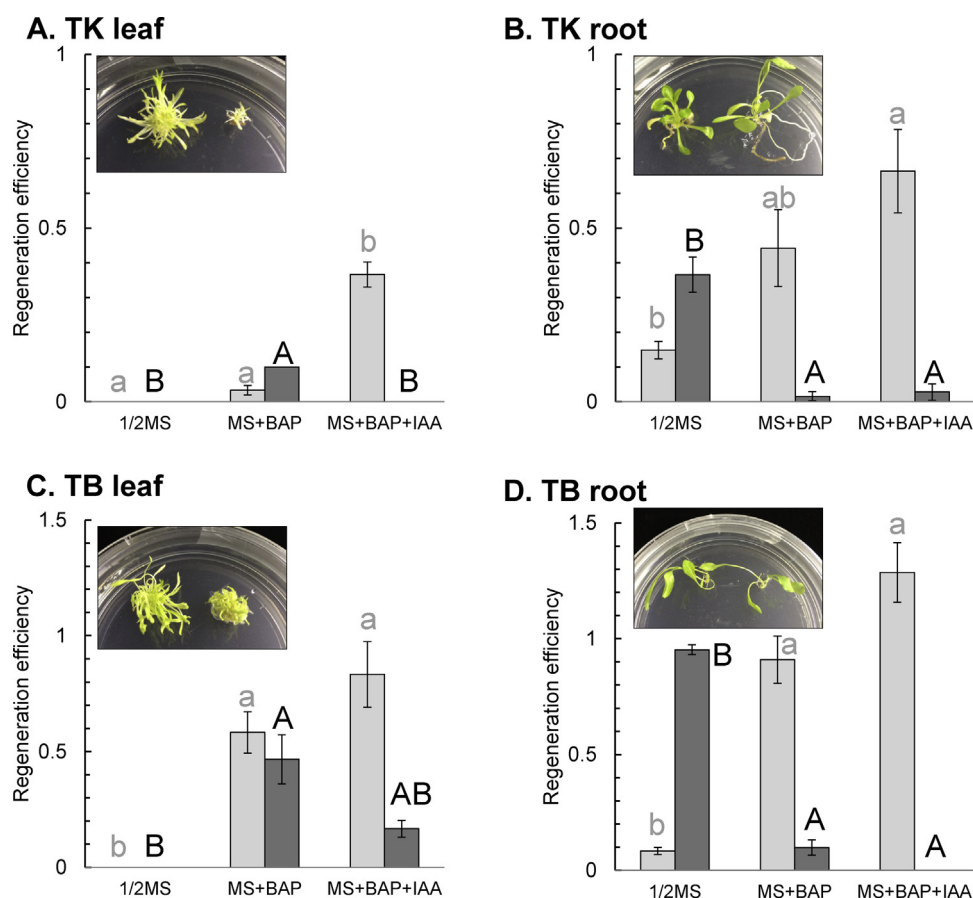 A. TK leaf
1
0.5
0
Regeneration efficiency
a
B
a
A
b
B
1/2MS
MS+BAP
MS+BAP+IAA
B. TK root
1
0.5
0
Regeneration efficiency
b
B
ab
A
a
A
1/2MS
MS+BAP
MS+BAP+IAA
C. TB leaf
1.5
1
0.5
0
Regeneration efficiency
b
B
a
A
a
AB
1/2MS
MS+BAP
MS+BAP+IAA
D. TB root
1.5
1
0.5
0
Regeneration efficiency
b
B
a
A
a
A
1/2MS
MS+BAP
MS+BAP+IAA